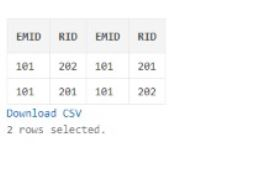 EMID RID EMID RID
101 202 101 201
101 201 101 202
Download CSV
2 rows selected.